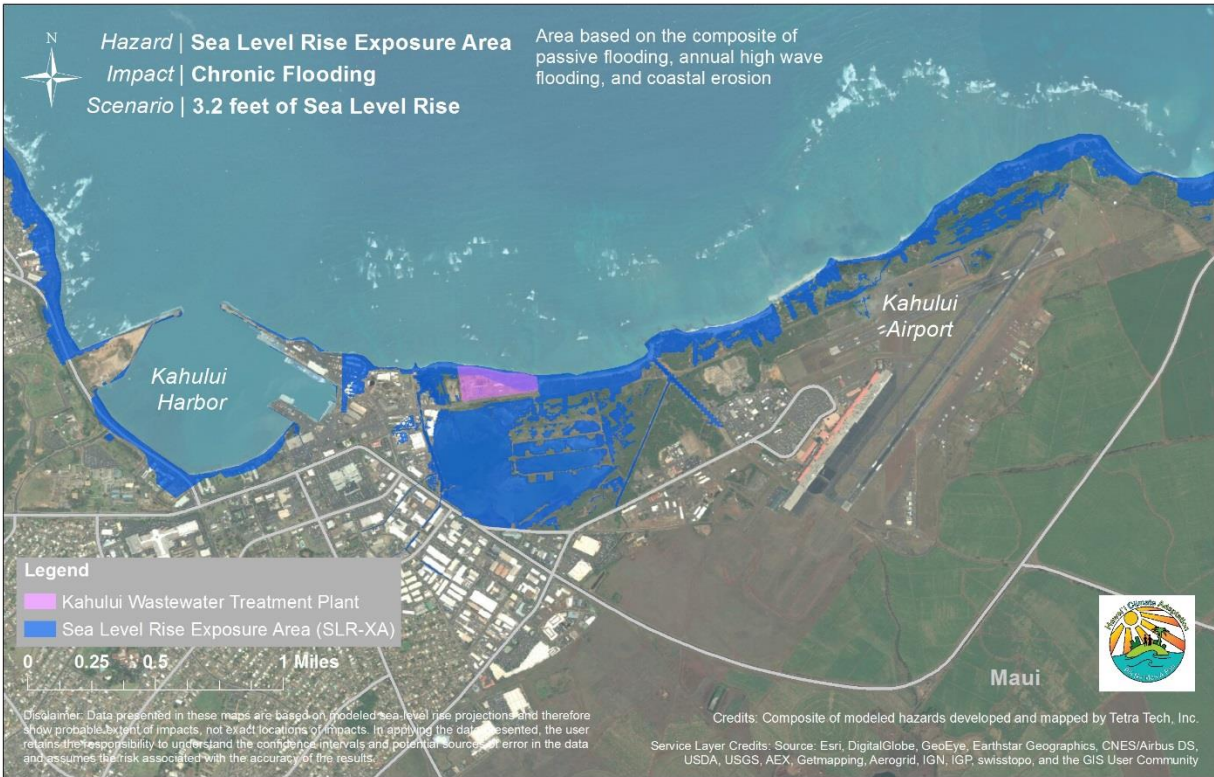 N
Hazard | Sea Level Rise Exposure Area
Impact | Chronic Flooding
Scenario | 3.2 feet of Sea Level Rise
Area based on the composite of
passive flooding, annual high wave
flooding, and coastal erosion
Kahului
Harbor
Kahului
Airport
Legend
Kahului Wastewater Treatment Plant
Sea Level Rise Exposure Area (SLR-XA)
0 0.25 0.5 1 Miles
Maui
Hawai'i Climate Adaptation
Disclaimer: Data presented in these maps are based on modeled sea-level rise projections and therefore
show probable extent of impacts, not exact locations of impacts. In applying the data presented, the user
retains the responsibility to understand the confidence intervals and potential sources of error in the data
and assumes the risk associated with the accuracy of the results.
Credits: Composite of modeled hazards developed and mapped by Tetra Tech, Inc.
Service Layer Credits: Source: Esri, DigitalGlobe, GeoEye, Earthstar Geographics, CNES/Airbus DS,
USDA, USGS, AEX, Getmapping, Aerogrid, IGN, IGP, swisstopo, and the GIS User Community